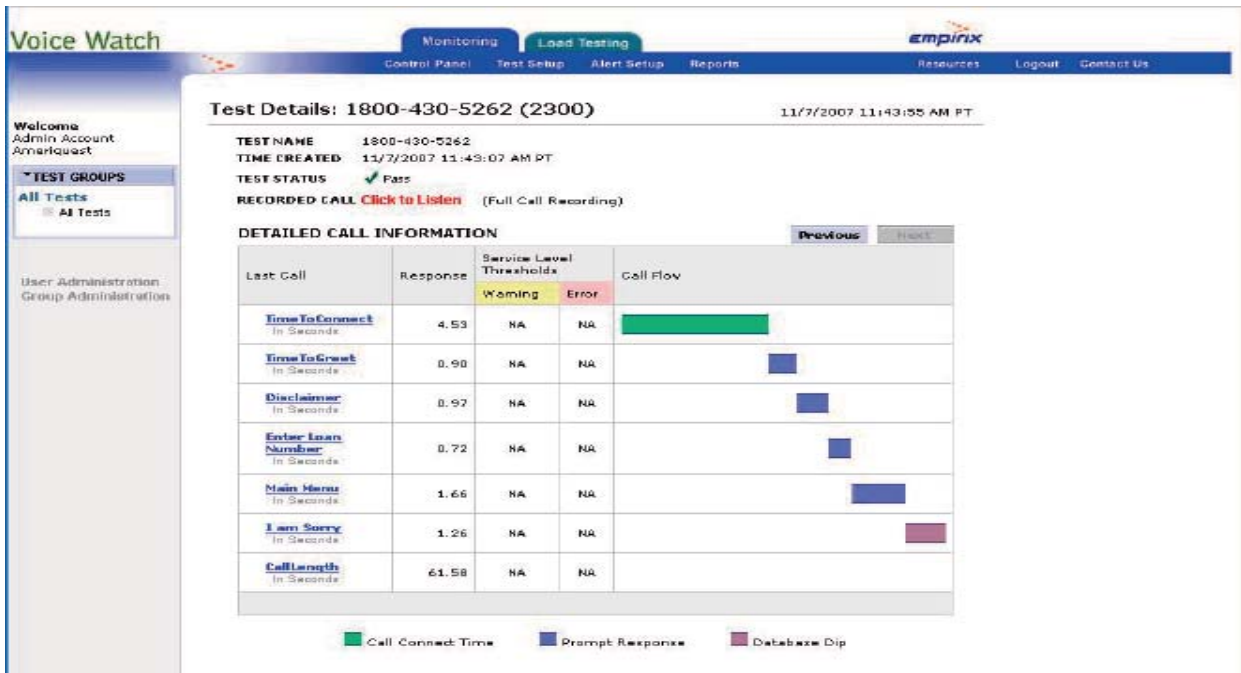 Voice Watch
Monitoring
Load Testing
EMPIRIX
Control Panel Test Setup Alert Setup Reports Resources Logout Contact Us
Test Details: 1800-430-5262 (2300)
11/7/2007 11:43:55 AM PT
Welcome
Admin Account
Ameriquest
TEST GROUPS
All Tests
All Tests
User Administration
Group Administration
TEST NAME 1800-430-5262
TIME CREATED 11/7/2007 11:43:07 AM PT
TEST STATUS Pass
RECORDED CALL Click to Listen (Full Call Recording)
DETAILED CALL INFORMATION
Previous Next
Last Call Response Service Level Thresholds Call Flow
Warning Error
TimeToConnect
In Seconds
4.53 NA NA
TimeToGreet
In Seconds
0.90 NA NA
Disclaimer
In Seconds
0.97 NA NA
Enter Loan
Number
In Seconds
0.72 NA NA
Main Menu
In Seconds
1.66 NA NA
I am Sorry
In Seconds
1.26 NA NA
CallLength
In Seconds
61.58 NA NA
Call Connect Time Prompt Response Database Dip